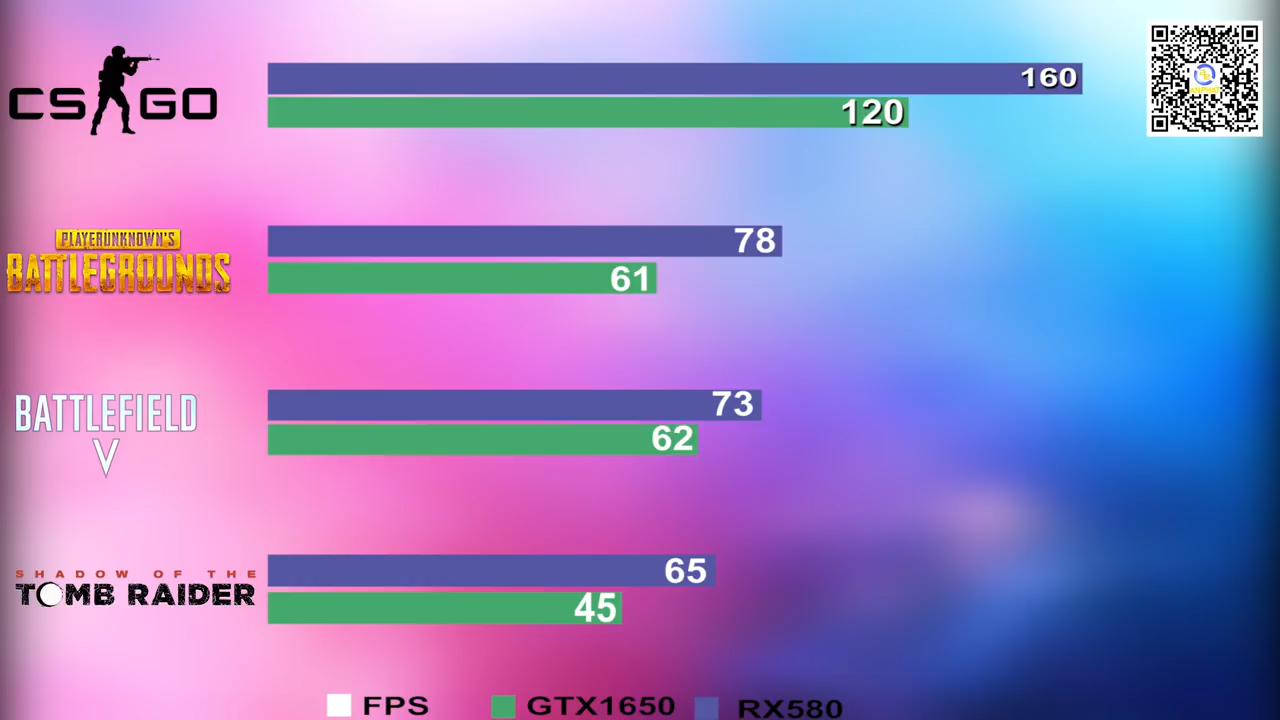 CS GO
160
120
PLAYERUNKNOWN'S
BATTLEGROUNDS
78
61
BATTLEFIELD
V
73
62
SHADOW OF THE
TOMB RAIDER
65
45
FPS GTX1650 RX580